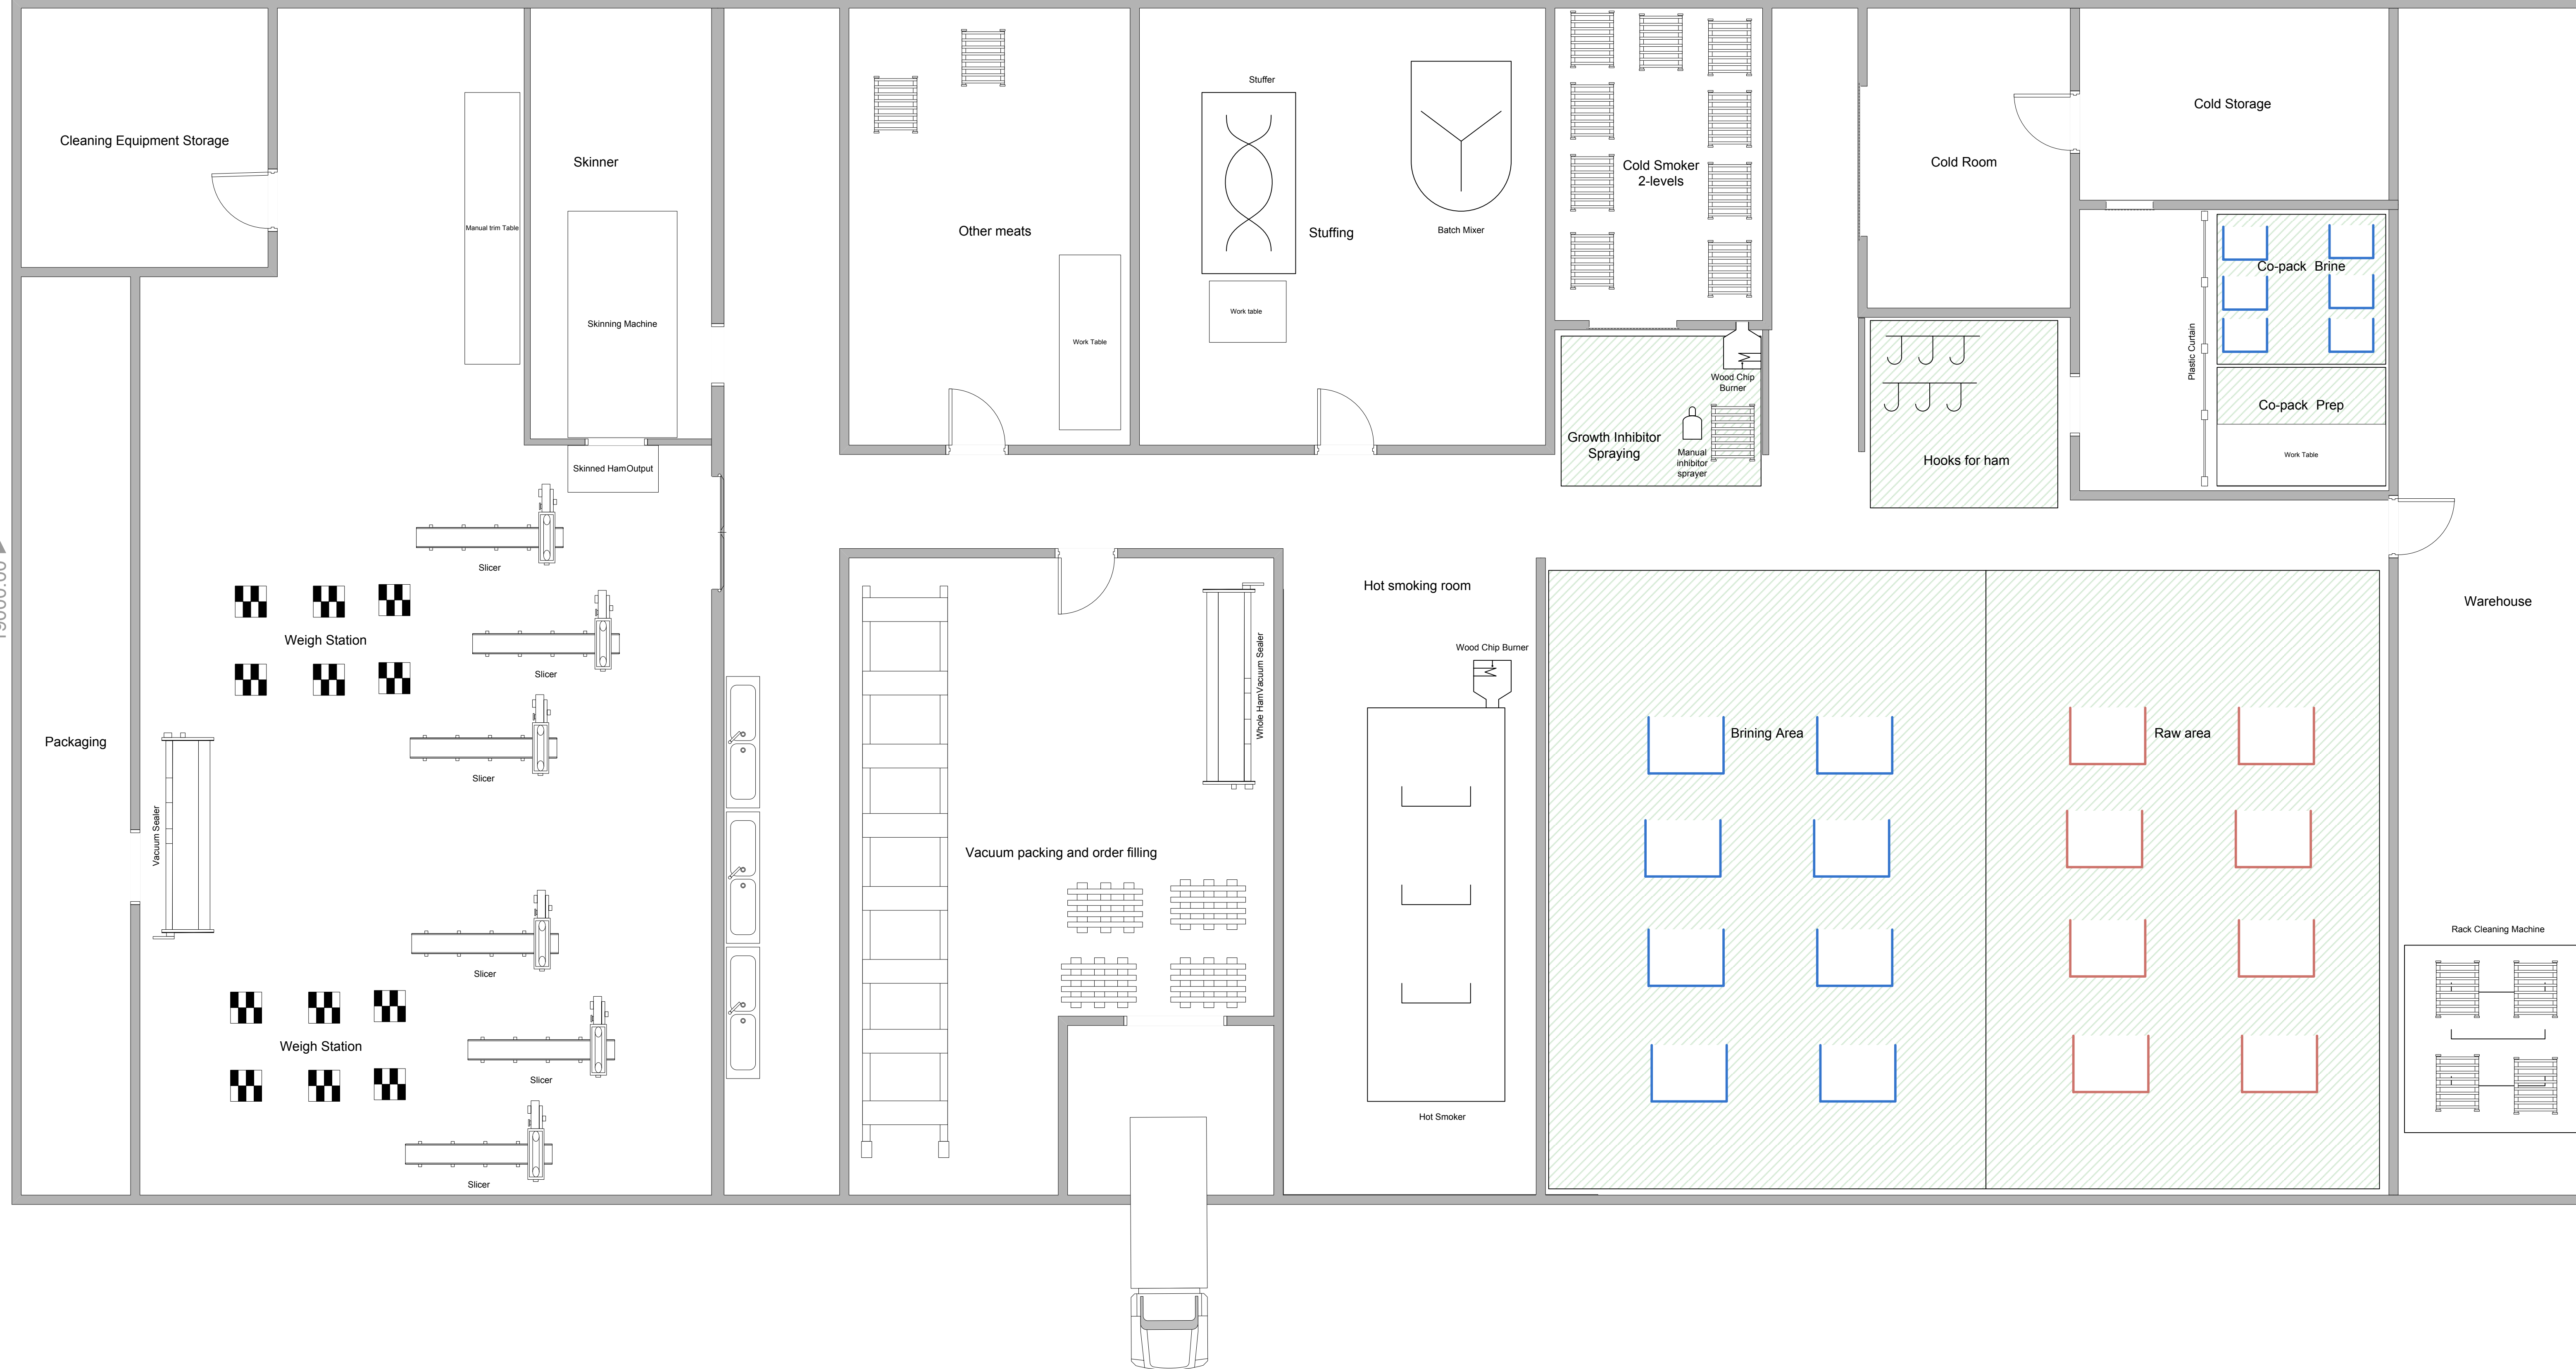 Cleaning Equipment Storage
Manual trim Table
Skinner
Skinning Machine
Skinned HamOutput
Other meats
Work Table
Stuffer
Work table
Stuffing
Batch Mixer
Cold Smoker
2-levels
Wood Chip
Burner
Growth Inhibitor
Spraying
Manual
inhibitor
sprayer
Cold Room
Cold Storage
Hooks for ham
Plastic Curtain
Co-pack Brine
Co-pack Prep
Work Table
Packaging
Vacuum Sealer
Weigh Station
Weigh Station
Slicer
Slicer
Slicer
Slicer
Slicer
Slicer
Vacuum packing and order filling
Whole HamVacuum Sealer
Hot smoking room
Wood Chip Burner
Hot Smoker
Brining Area
Raw area
Warehouse
Rack Cleaning Machine